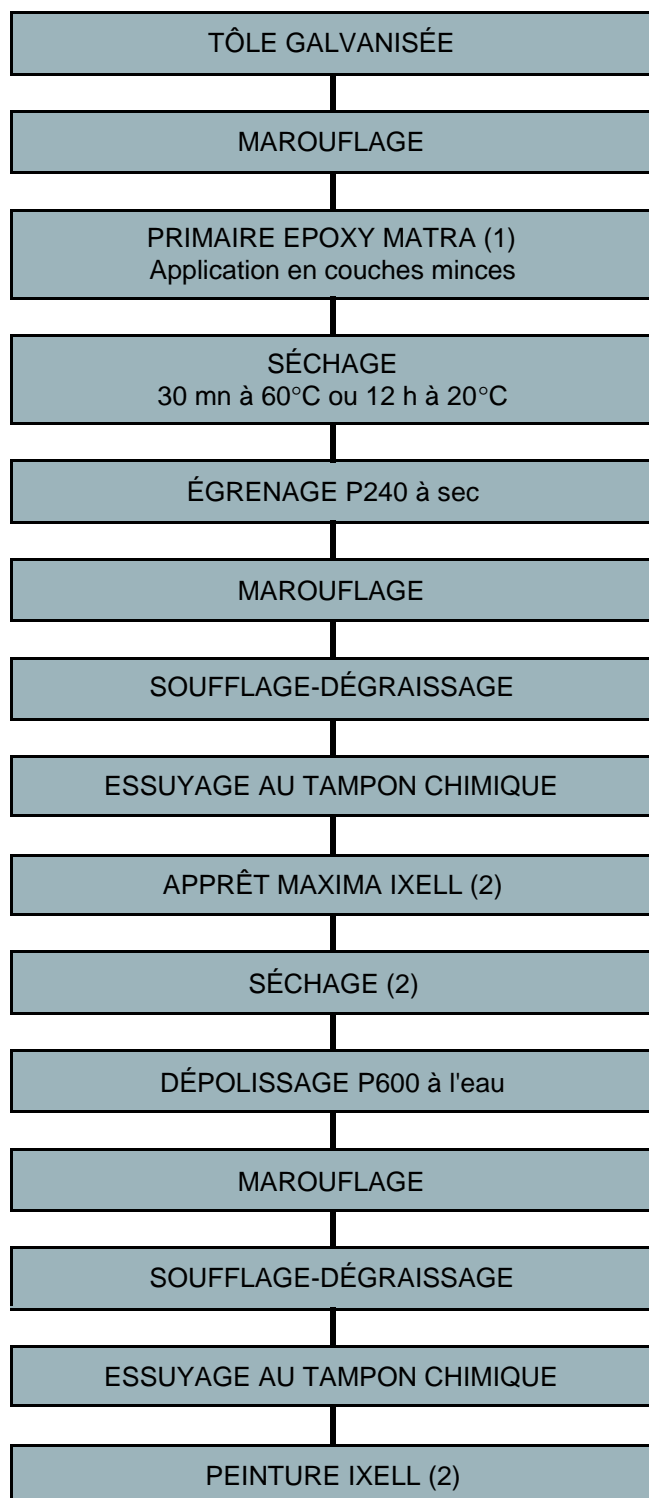 TÔLE GALVANISÉE
MAROUFLAGE
PRIMAIRE EPOXY MATRA (1)
Application en couches minces
SÉCHAGE
30 mn à 60°C ou 12 h à 20°C
ÉGRENAGE P240 à sec
MAROUFLAGE
SOUFFLAGE-DÉGRAISSAGE
ESSUYAGE AU TAMPON CHIMIQUE
APPRÊT MAXIMA IXELL (2)
SÉCHAGE (2)
DÉPOLISSAGE P600 à l'eau
MAROUFLAGE
SOUFFLAGE-DÉGRAISSAGE
ESSUYAGE AU TAMPON CHIMIQUE
PEINTURE IXELL (2)